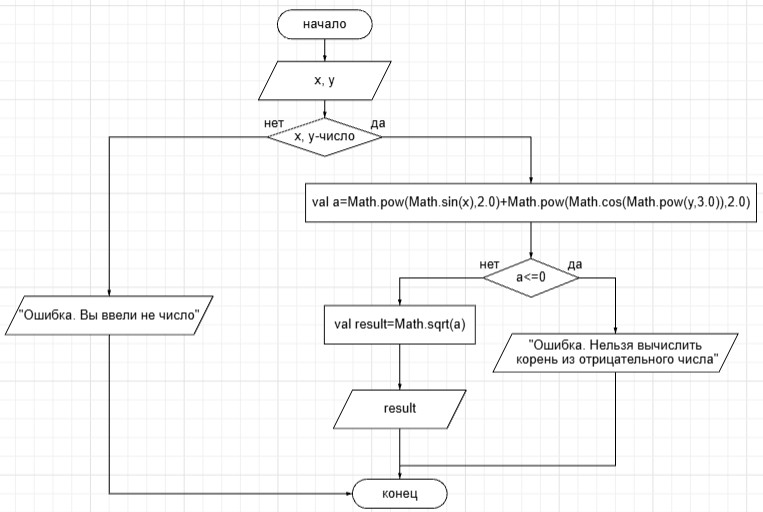 начало
x, y
нет
да
x, y-число
val a=Math.pow(Math.sin(x),2.0)+Math.pow(Math.cos(Math.pow(y,3.0)),2.0)
нет
да
a<=0
"Ошибка. Вы ввели не число"
val result=Math.sqrt(a)
"Ошибка. Нельзя вычислить
корень из отрицательного числа"
result
конец